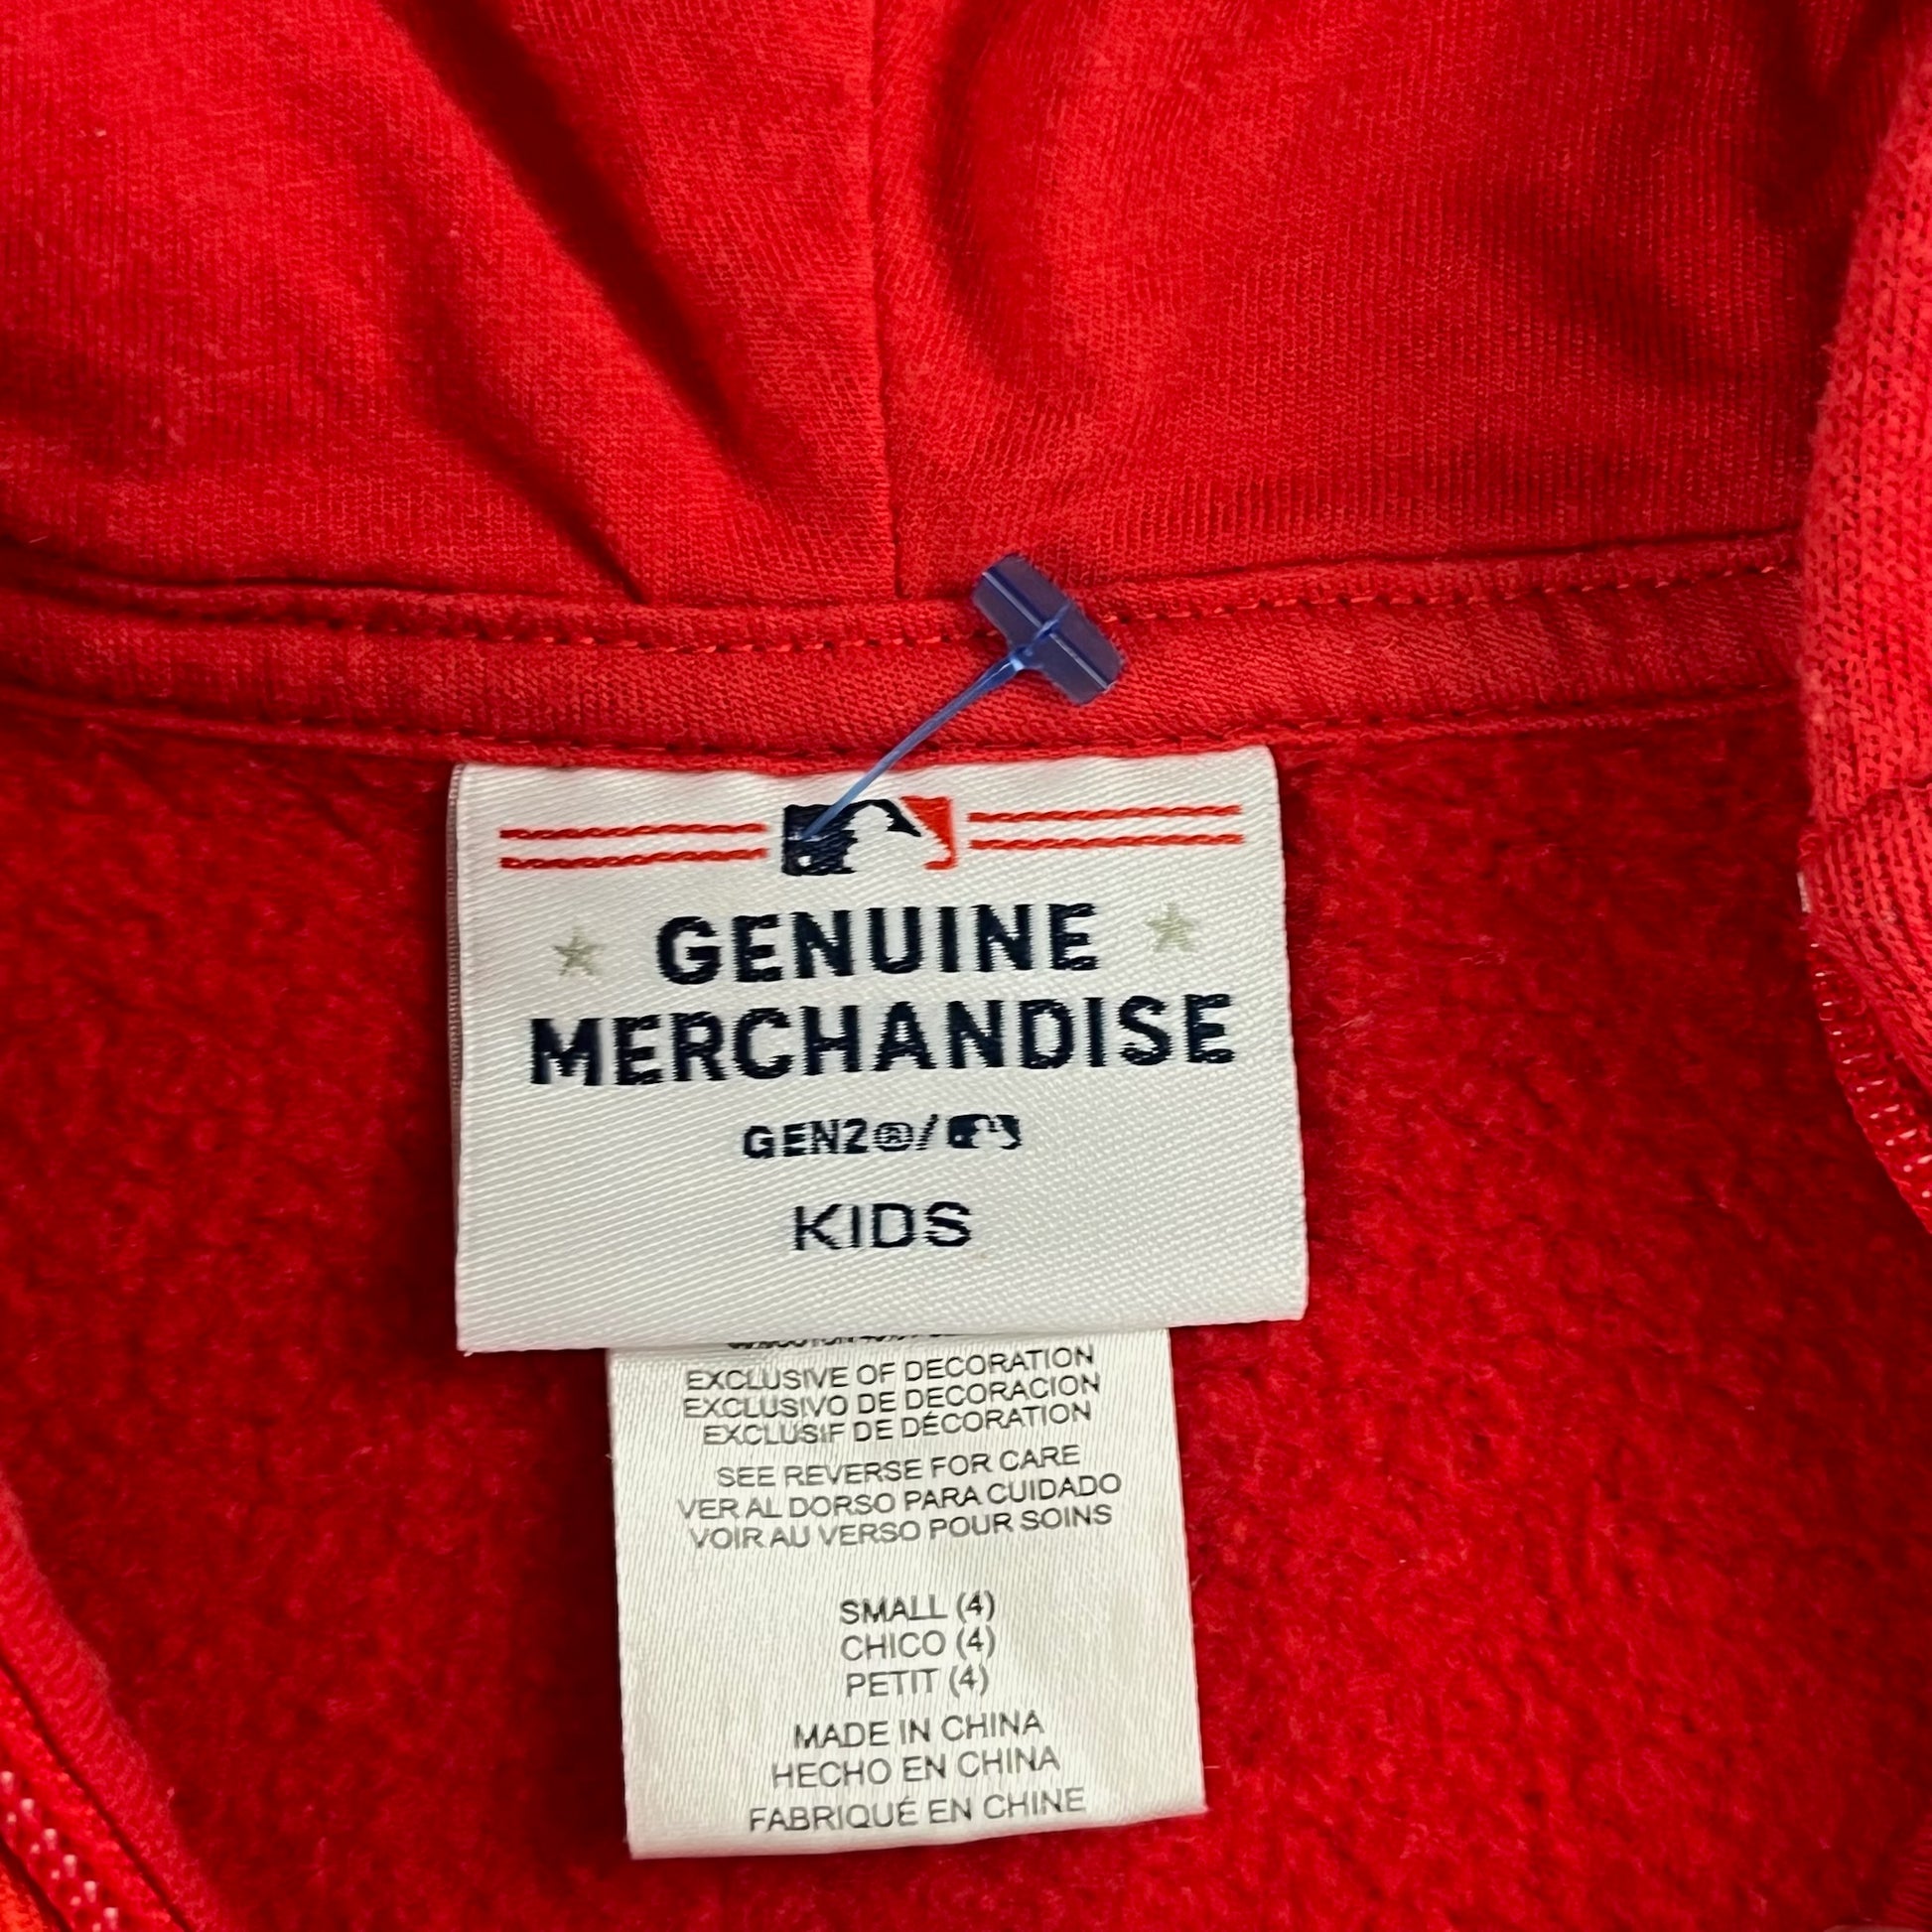 GENUINE
MERCHANDISE
GEN2®/
KIDS
EXCLUSIVE OF DECORATION
EXCLUSIVO DE DECORACION
EXCLUSIF DE DÉCORATION
SEE REVERSE FOR CARE
VER AL DORSO PARA CUIDADO
VOIR AU VERSO POUR SOINS
SMALL (4)
CHICO (4)
PETIT (4)
MADE IN CHINA
HECHO EN CHINA
FABRIQUÉ EN CHINE